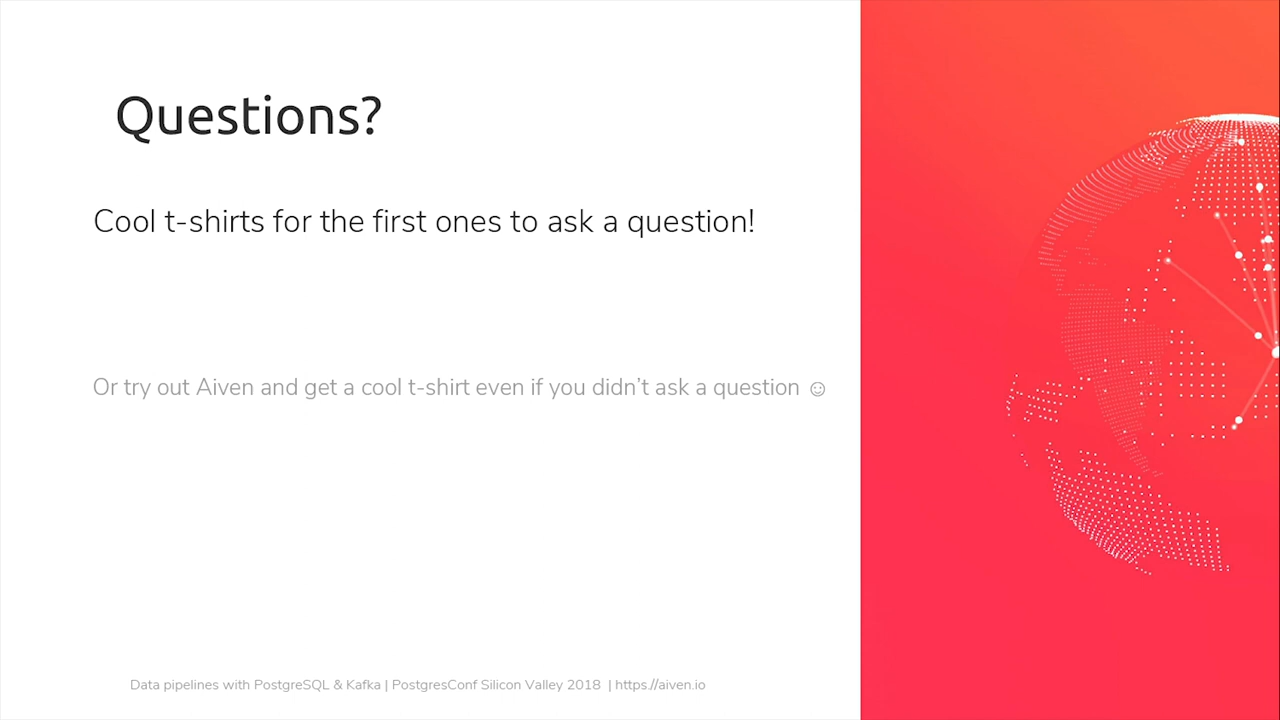 Questions?
Cool t-shirts for the first ones to ask a question!
Or try out Aiven and get a cool t-shirt even if you didn’t ask a question ☺
Data pipelines with PostgreSQL & Kafka | PostgresConf Silicon Valley 2018 | https://aiven.io